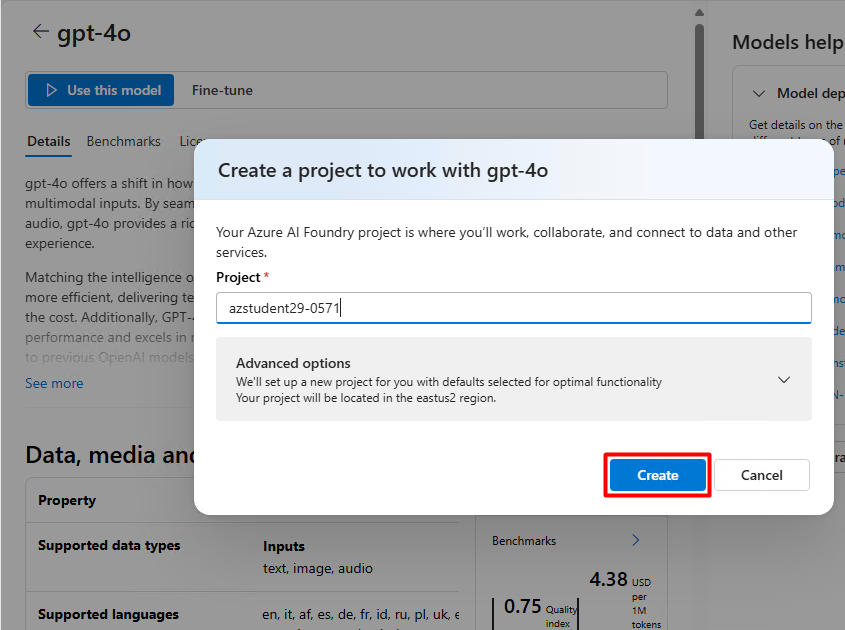 gpt-4o
Use this model
Fine-tune
Details
Benchmarks
gpt-4o offers a shift in how
multimodal inputs. By
audio, gpt-4o provides a
experience.
Matching the intelligence
more efficient, delivering
the cost. Additionally,
performance and excels in
to previous OpenAI models
See more
Data, media
Property
Supported data types
Inputs
text, image, audio
Supported languages
en, it, af, es, de, fr, id, ru, pl, uk,
Create a project to work with gpt-4o
Your Azure AI Foundry project is where you'll work, collaborate, and connect to data and other
services.
Project *
azstudent29-0571
Advanced options
We'll set up a new project for you with defaults selected for optimal functionality
Your project will be located in the eastus2 region.
Create
Cancel
Benchmarks
0.75 Quality
index
4.38 USD
per
1M
tokens
Models help
Model
Get details on the